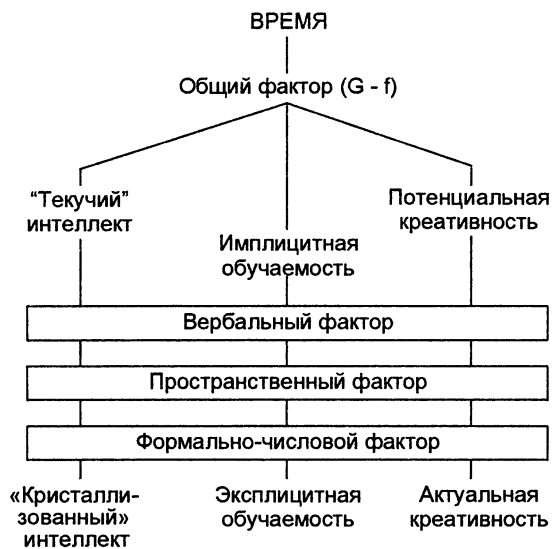 ВРЕМЯ
Общий фактор (G - f)
“Текучий”
интеллект
Потенциальная
креативность
Имплицитная
обучаемость
Вербальный фактор
Пространственный фактор
Формально-числовой фактор
«Кристалли-
зованный»
интеллект
Эксплицитная
обучаемость
Актуальная
креативность